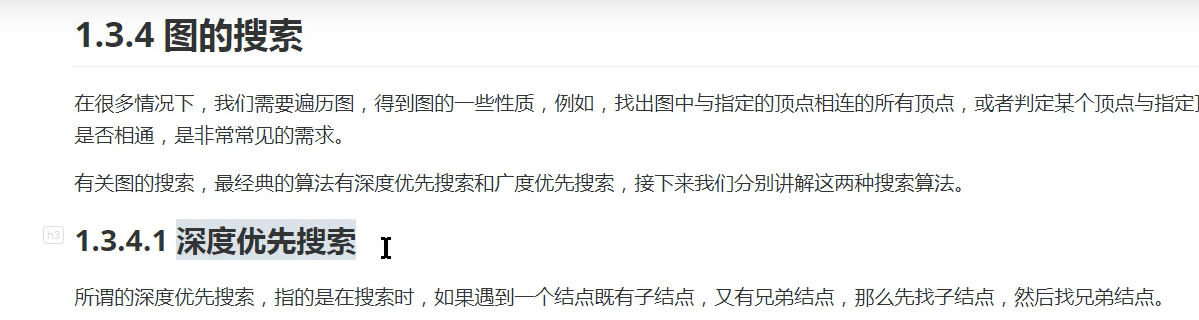 1.3.4 图的搜索
在很多情况下，我们需要遍历图，得到图的一些性质，例如，找出图中与指定的顶点相连的所有顶点，或者判定某个顶点与指定
是否相通，是非常常见的需求。
有关图的搜索，最经典的算法有深度优先搜索和广度优先搜索，接下来我们分别讲解这两种搜索算法。
h3
1.3.4.1 深度优先搜索
所谓的深度优先搜索，指的是在搜索时，如果遇到一个结点既有子结点，又有兄弟结点，那么先找子结点，然后找兄弟结点。